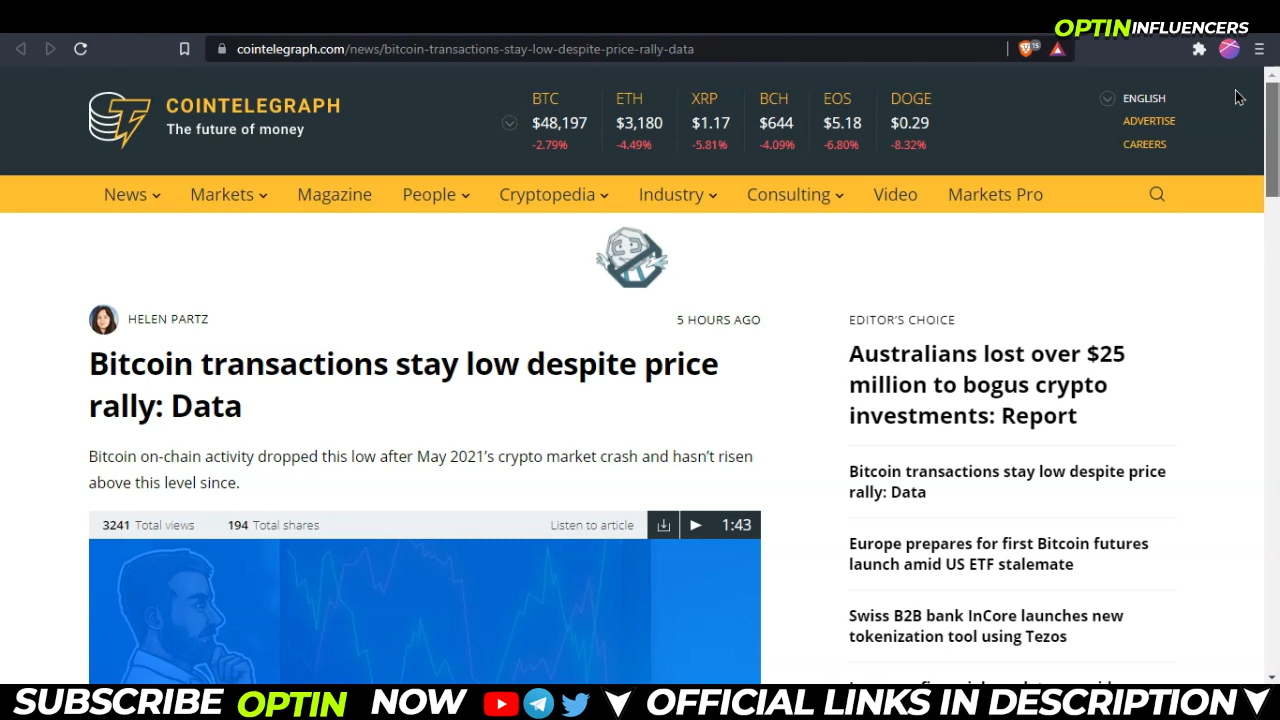 OPTIN INFLUENCERS
cointelegraph.com/news/bitcoin-transactions-stay-low-despite-price-rally-data
15
COINTELEGRAPH
The future of money
BTC ETH XRP BCH EOS DOGE
$48,197 $3,180 $1.17 $644 $5.18 $0.29
-2.79% -4.49% -5.81% -4.09% -6.80% -8.32%
ENGLISH
ADVERTISE
CAREERS
News Markets Magazine People Cryptopedia Industry Consulting Video Markets Pro
HELEN PARTZ
5 HOURS AGO
Bitcoin transactions stay low despite price
rally: Data
Bitcoin on-chain activity dropped this low after May 2021’s crypto market crash and hasn’t risen
above this level since.
3241 Total views 194 Total shares Listen to article 1:43
EDITOR’S CHOICE
Australians lost over $25
million to bogus crypto
investments: Report
Bitcoin transactions stay low despite price
rally: Data
Europe prepares for first Bitcoin futures
launch amid US ETF stalemate
Swiss B2B bank InCore launches new
tokenization tool using Tezos
SUBSCRIBE OPTIN NOW OFFICIAL LINKS IN DESCRIPTION